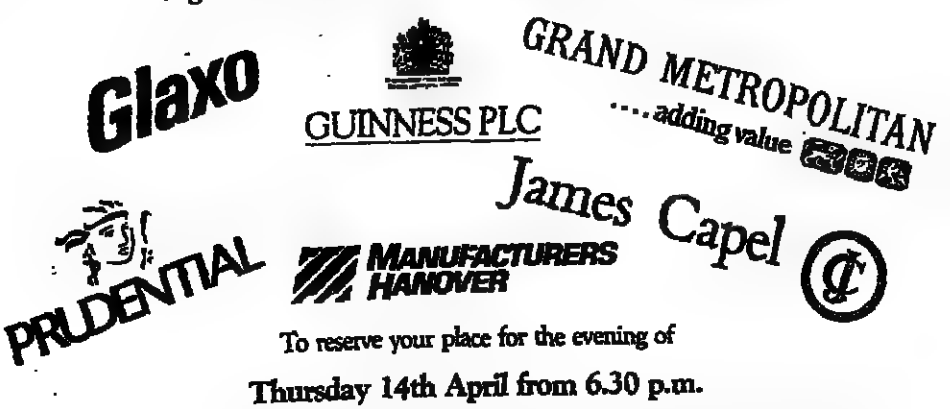 Glaxo
GUINNESS PLC
GRAND METROPOLITAN
....adding value
James Capel
JC
PRUDENTIAL
MANUFACTURERS
HANOVER
To reserve your place for the evening of
Thursday 14th April from 6.30 p.m.